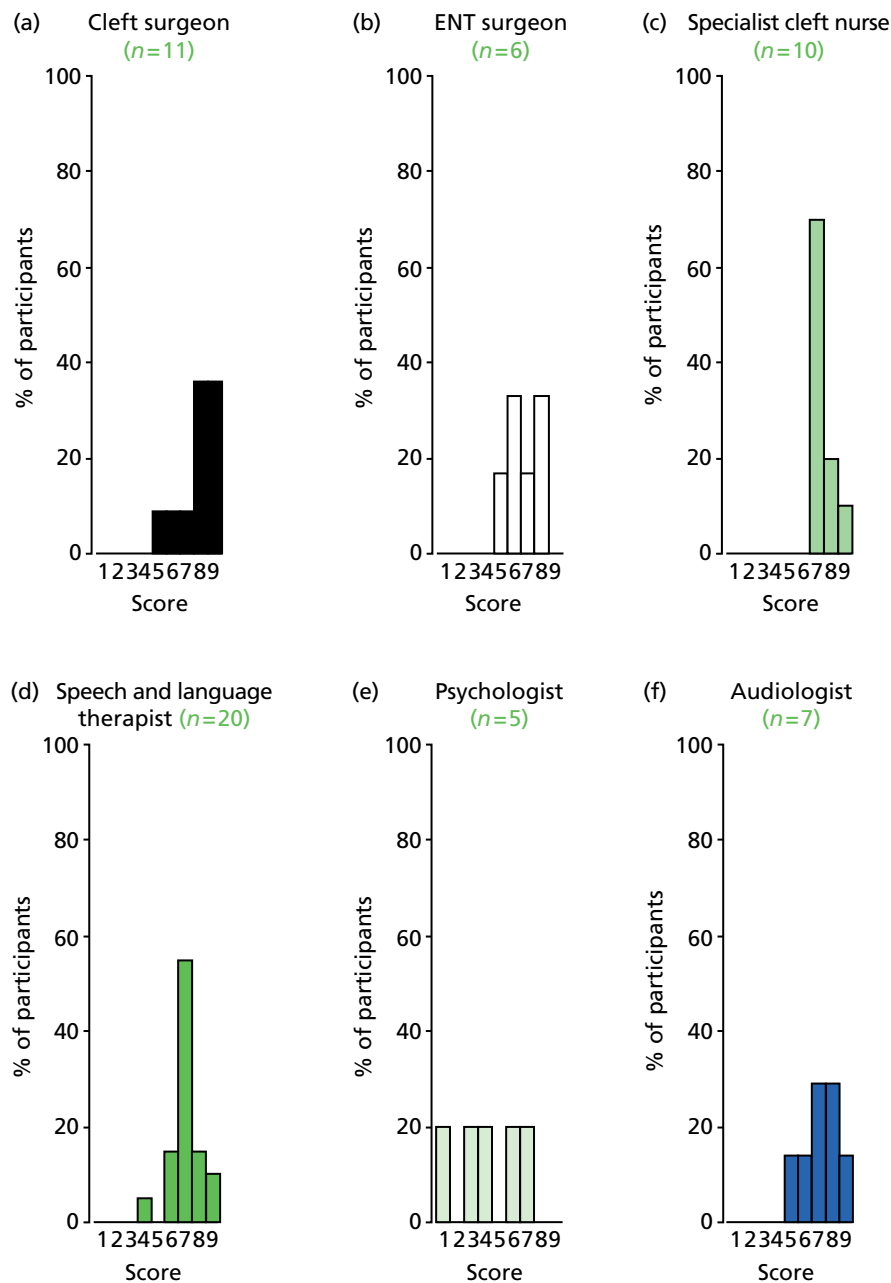 (a) Cleft surgeon
(n=11)
100
80
60
40
20
0
% of participants
123456789
Score
(b) ENT surgeon
(n=6)
100
80
60
40
20
0
% of participants
123456789
Score
(c) Specialist cleft nurse
(n=10)
100
80
60
40
20
0
% of participants
123456789
Score
(d) Speech and language
therapist (n=20)
100
80
60
40
20
0
% of participants
123456789
Score
(e) Psychologist
(n=5)
100
80
60
40
20
0
% of participants
123456789
Score
(f) Audiologist
(n=7)
100
80
60
40
20
0
% of participants
123456789
Score